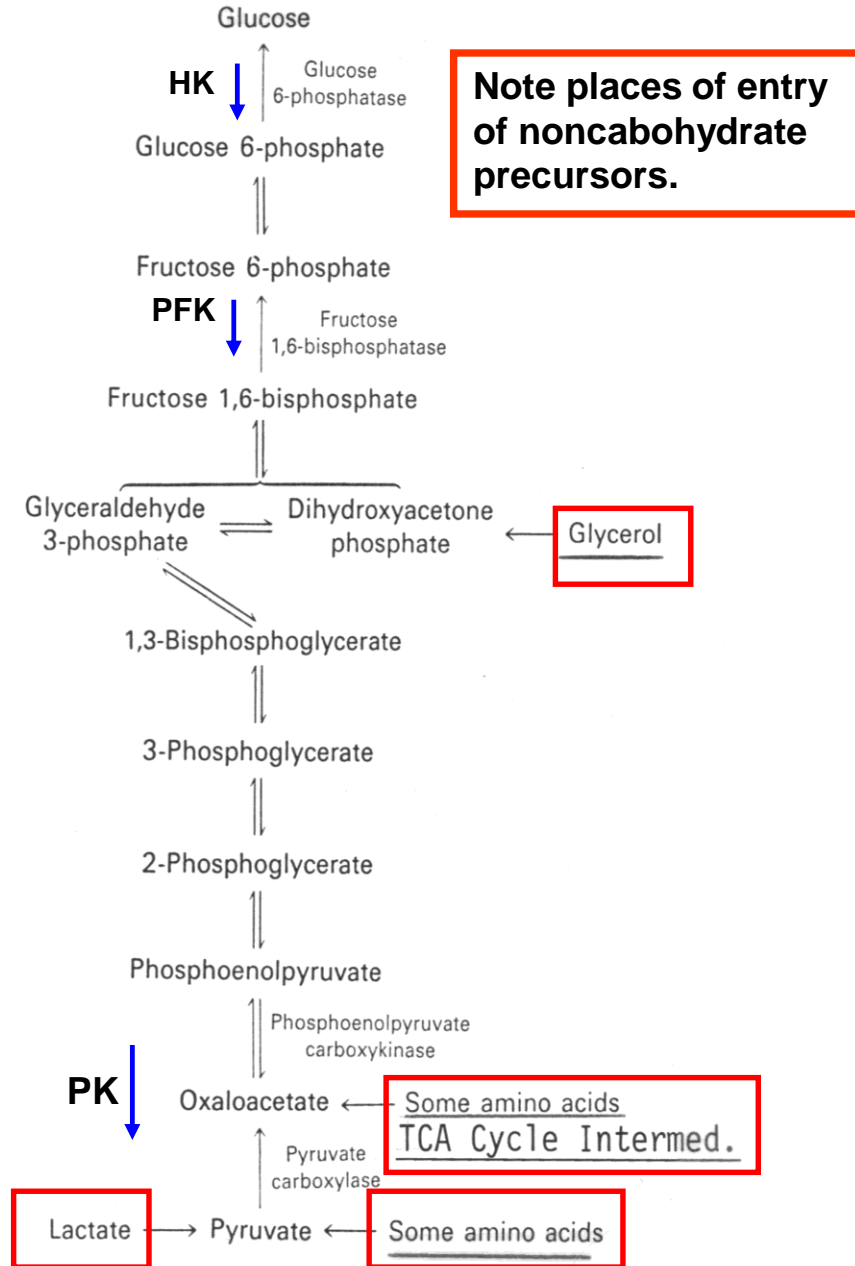 Glucose
HK
Glucose
6-phosphatase
Note places of entry
of noncabohydrate
precursors.
Glucose 6-phosphate
Fructose 6-phosphate
PFK
Fructose
1,6-bisphosphatase
Fructose 1,6-bisphosphate
Glyceraldehyde
3-phosphate
Dihydroxyacetone
phosphate
Glycerol
1,3-Bisphosphoglycerate
3-Phosphoglycerate
2-Phosphoglycerate
Phosphoenolpyruvate
Phosphoenolpyruvate
carboxykinase
PK
Oxaloacetate
Some amino acids
TCA Cycle Intermed.
Pyruvate
carboxylase
Lactate
Pyruvate
Some amino acids